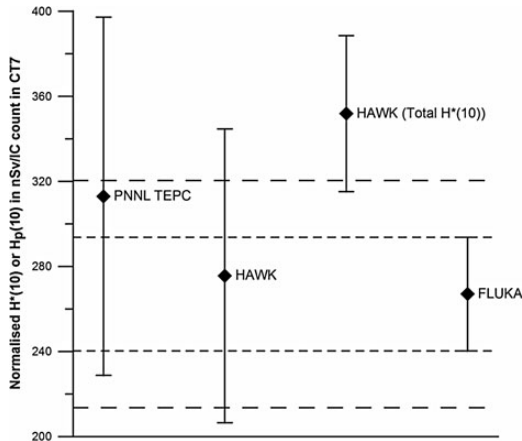 Normalised H*(10) or Hp(10) in nSv/IC count in CT7
400
360
HAWK (Total H*(10))
320
PNNL TEPC
280
HAWK
FLUKA
240
200